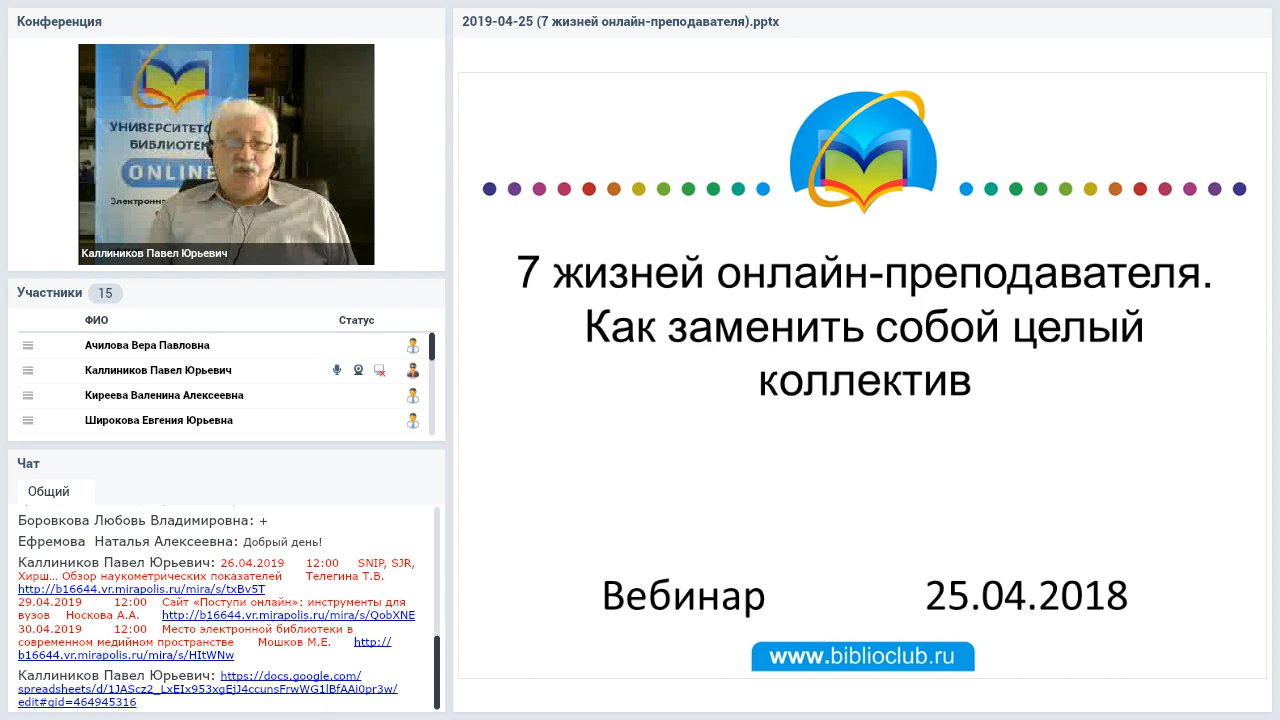 Конференция
УНИВЕРСИТЕТС
БИБЛИОТЕК
ONLINE
Электронн
Каллиников Павел Юрьевич
Участники 15
ФИО Статус
Ачилова Вера Павловна
Каллиников Павел Юрьевич
Киреева Валенина Алексеевна
Широкова Евгения Юрьевна
Чат
Общий
Боровкова Любовь Владимировна: +
Ефремова Наталья Алексеевна: Добрый день!
Каллиников Павел Юрьевич: 26.04.2019 12:00 SNIP, SJR,
Хирш... Обзор наукометрических показателей Телегина Т.В.
http://b16644.vr.mirapolis.ru/mira/s/txBv5T
29.04.2019 12:00 Сайт «Поступи онлайн»: инструменты для
вузов Носкова А.А. http://b16644.vr.mirapolis.ru/mira/s/QobXNE
30.04.2019 12:00 Место электронной библиотеки в
современном медийном пространстве Мошков М.Е. http://
b16644.vr.mirapolis.ru/mira/s/HItWNw
Каллиников Павел Юрьевич: https://docs.google.com/
spreadsheets/d/1JAScz2_LxEIx953xgEjJ4ccunsFrwWG1lBfAAi0pr3w/
edit#gid=464945316
2019-04-25 (7 жизней онлайн-преподавателя).pptx
7 жизней онлайн-преподавателя.
Как заменить собой целый
коллектив
Вебинар 25.04.2018
www.biblioclub.ru